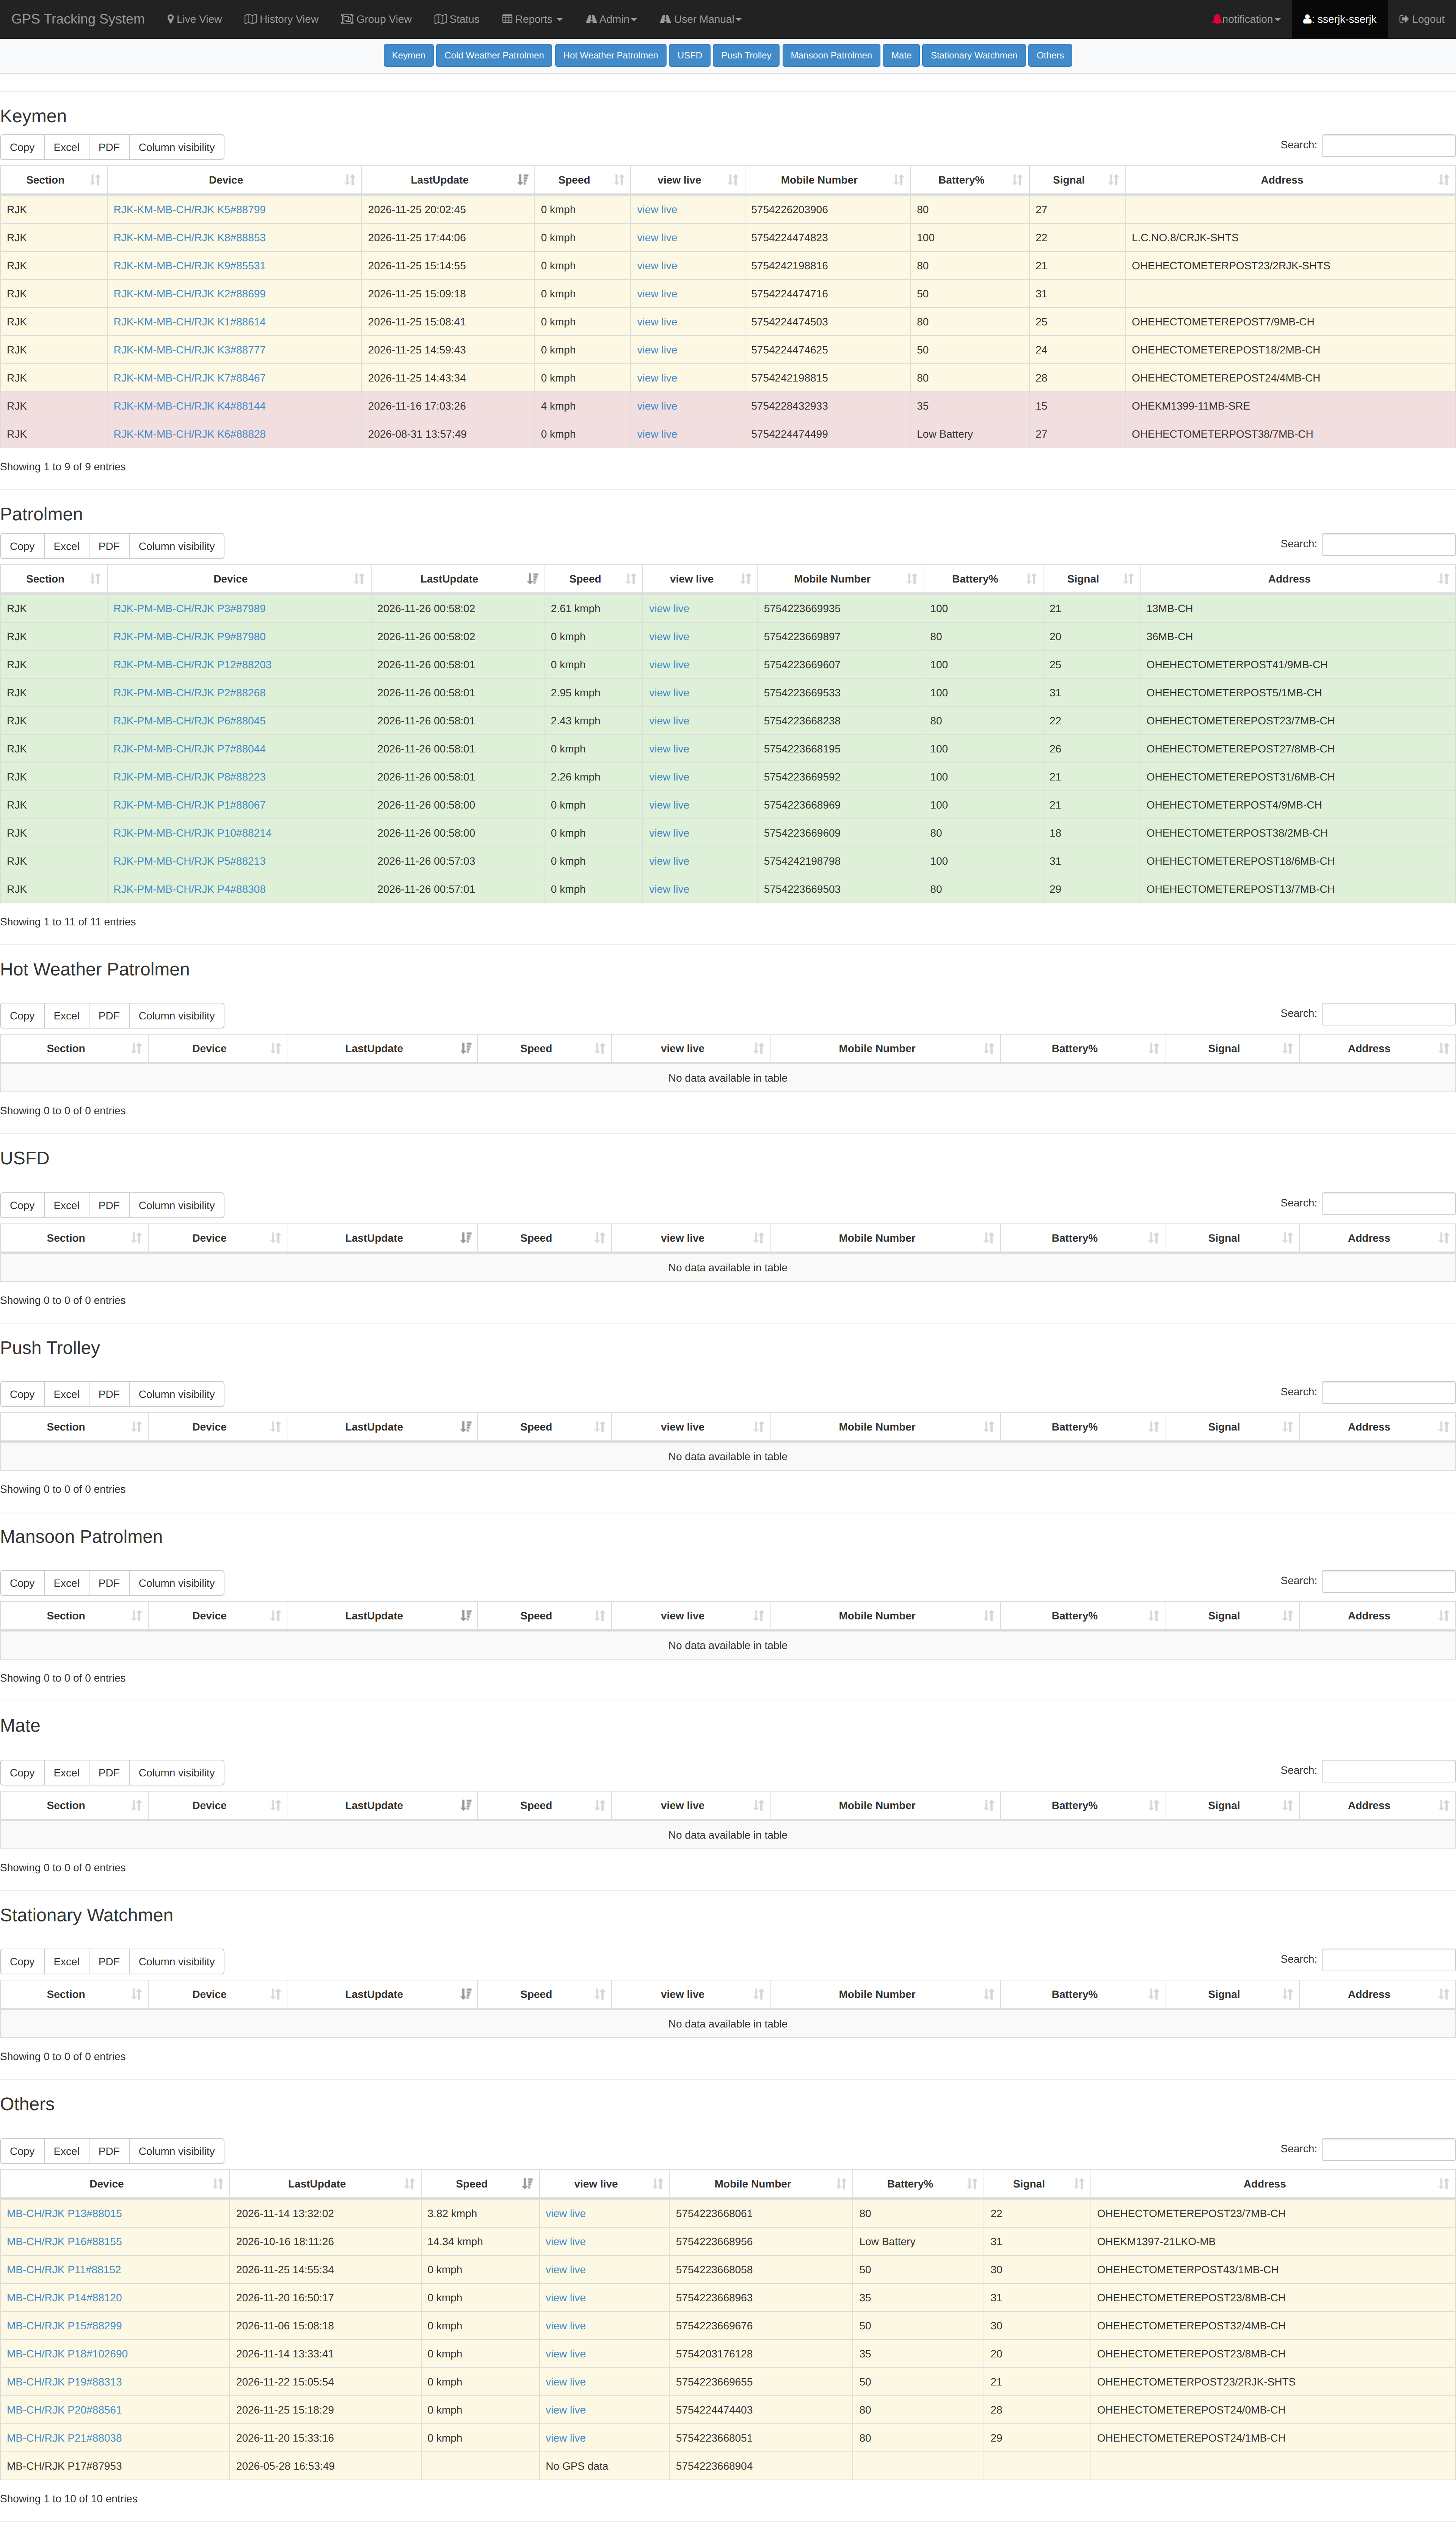 GPS Tracking System Live View History View Group View Status Reports Admin User Manual notification : sserjk-sserjk Logout
Keymen Cold Weather Patrolmen Hot Weather Patrolmen USFD Push Trolley Mansoon Patrolmen Mate Stationary Watchmen Others
Keymen
Copy Excel PDF Column visibility Search:
Section Device LastUpdate Speed view live Mobile Number Battery% Signal Address
RJK RJK-KM-MB-CH/RJK K5#88799 2026-11-25 20:02:45 0 kmph view live 5754226203906 80 27
RJK RJK-KM-MB-CH/RJK K8#88853 2026-11-25 17:44:06 0 kmph view live 5754224474823 100 22 L.C.NO.8/CRJK-SHTS
RJK RJK-KM-MB-CH/RJK K9#85531 2026-11-25 15:14:55 0 kmph view live 5754242198816 80 21 OHEHECTOMETERPOST23/2RJK-SHTS
RJK RJK-KM-MB-CH/RJK K2#88699 2026-11-25 15:09:18 0 kmph view live 5754224474716 50 31
RJK RJK-KM-MB-CH/RJK K1#88614 2026-11-25 15:08:41 0 kmph view live 5754224474503 80 25 OHEHECTOMETEREPOST7/9MB-CH
RJK RJK-KM-MB-CH/RJK K3#88777 2026-11-25 14:59:43 0 kmph view live 5754224474625 50 24 OHEHECTOMETEREPOST18/2MB-CH
RJK RJK-KM-MB-CH/RJK K7#88467 2026-11-25 14:43:34 0 kmph view live 5754242198815 80 28 OHEHECTOMETEREPOST24/4MB-CH
RJK RJK-KM-MB-CH/RJK K4#88144 2026-11-16 17:03:26 4 kmph view live 5754228432933 35 15 OHEKM1399-11MB-SRE
RJK RJK-KM-MB-CH/RJK K6#88828 2026-08-31 13:57:49 0 kmph view live 5754224474499 Low Battery 27 OHEHECTOMETERPOST38/7MB-CH
Showing 1 to 9 of 9 entries
Patrolmen
Copy Excel PDF Column visibility Search:
Section Device LastUpdate Speed view live Mobile Number Battery% Signal Address
RJK RJK-PM-MB-CH/RJK P3#87989 2026-11-26 00:58:02 2.61 kmph view live 5754223669935 100 21 13MB-CH
RJK RJK-PM-MB-CH/RJK P9#87980 2026-11-26 00:58:02 0 kmph view live 5754223669897 80 20 36MB-CH
RJK RJK-PM-MB-CH/RJK P12#88203 2026-11-26 00:58:01 0 kmph view live 5754223669607 100 25 OHEHECTOMETERPOST41/9MB-CH
RJK RJK-PM-MB-CH/RJK P2#88268 2026-11-26 00:58:01 2.95 kmph view live 5754223669533 100 31 OHEHECTOMETERPOST5/1MB-CH
RJK RJK-PM-MB-CH/RJK P6#88045 2026-11-26 00:58:01 2.43 kmph view live 5754223668238 80 22 OHEHECTOMETEREPOST23/7MB-CH
RJK RJK-PM-MB-CH/RJK P7#88044 2026-11-26 00:58:01 0 kmph view live 5754223668195 100 26 OHEHECTOMETEREPOST27/8MB-CH
RJK RJK-PM-MB-CH/RJK P8#88223 2026-11-26 00:58:01 2.26 kmph view live 5754223669592 100 21 OHEHECTOMETEREPOST31/6MB-CH
RJK RJK-PM-MB-CH/RJK P1#88067 2026-11-26 00:58:00 0 kmph view live 5754223668969 100 21 OHEHECTOMETERPOST4/9MB-CH
RJK RJK-PM-MB-CH/RJK P10#88214 2026-11-26 00:58:00 0 kmph view live 5754223669609 80 18 OHEHECTOMETERPOST38/2MB-CH
RJK RJK-PM-MB-CH/RJK P5#88213 2026-11-26 00:57:03 0 kmph view live 5754242198798 100 31 OHEHECTOMETEREPOST18/6MB-CH
RJK RJK-PM-MB-CH/RJK P4#88308 2026-11-26 00:57:01 0 kmph view live 5754223669503 80 29 OHEHECTOMETEREPOST13/7MB-CH
Showing 1 to 11 of 11 entries
Hot Weather Patrolmen
Copy Excel PDF Column visibility Search:
Section Device LastUpdate Speed view live Mobile Number Battery% Signal Address
No data available in table
Showing 0 to 0 of 0 entries
USFD
Copy Excel PDF Column visibility Search:
Section Device LastUpdate Speed view live Mobile Number Battery% Signal Address
No data available in table
Showing 0 to 0 of 0 entries
Push Trolley
Copy Excel PDF Column visibility Search:
Section Device LastUpdate Speed view live Mobile Number Battery% Signal Address
No data available in table
Showing 0 to 0 of 0 entries
Mansoon Patrolmen
Copy Excel PDF Column visibility Search:
Section Device LastUpdate Speed view live Mobile Number Battery% Signal Address
No data available in table
Showing 0 to 0 of 0 entries
Mate
Copy Excel PDF Column visibility Search:
Section Device LastUpdate Speed view live Mobile Number Battery% Signal Address
No data available in table
Showing 0 to 0 of 0 entries
Stationary Watchmen
Copy Excel PDF Column visibility Search:
Section Device LastUpdate Speed view live Mobile Number Battery% Signal Address
No data available in table
Showing 0 to 0 of 0 entries
Others
Copy Excel PDF Column visibility Search:
Device LastUpdate Speed view live Mobile Number Battery% Signal Address
MB-CH/RJK P13#88015 2026-11-14 13:32:02 3.82 kmph view live 5754223668061 80 22 OHEHECTOMETEREPOST23/7MB-CH
MB-CH/RJK P16#88155 2026-10-16 18:11:26 14.34 kmph view live 5754223668956 Low Battery 31 OHEKM1397-21LKO-MB
MB-CH/RJK P11#88152 2026-11-25 14:55:34 0 kmph view live 5754223668058 50 30 OHEHECTOMETERPOST43/1MB-CH
MB-CH/RJK P14#88120 2026-11-20 16:50:17 0 kmph view live 5754223668963 35 31 OHEHECTOMETEREPOST23/8MB-CH
MB-CH/RJK P15#88299 2026-11-06 15:08:18 0 kmph view live 5754223669676 50 30 OHEHECTOMETEREPOST32/4MB-CH
MB-CH/RJK P18#102690 2026-11-14 13:33:41 0 kmph view live 5754203176128 35 20 OHEHECTOMETEREPOST23/8MB-CH
MB-CH/RJK P19#88313 2026-11-22 15:05:54 0 kmph view live 5754223669655 50 21 OHEHECTOMETERPOST23/2RJK-SHTS
MB-CH/RJK P20#88561 2026-11-25 15:18:29 0 kmph view live 5754224474403 80 28 OHEHECTOMETEREPOST24/0MB-CH
MB-CH/RJK P21#88038 2026-11-20 15:33:16 0 kmph view live 5754223668051 80 29 OHEHECTOMETEREPOST24/1MB-CH
MB-CH/RJK P17#87953 2026-05-28 16:53:49 No GPS data 5754223668904
Showing 1 to 10 of 10 entries